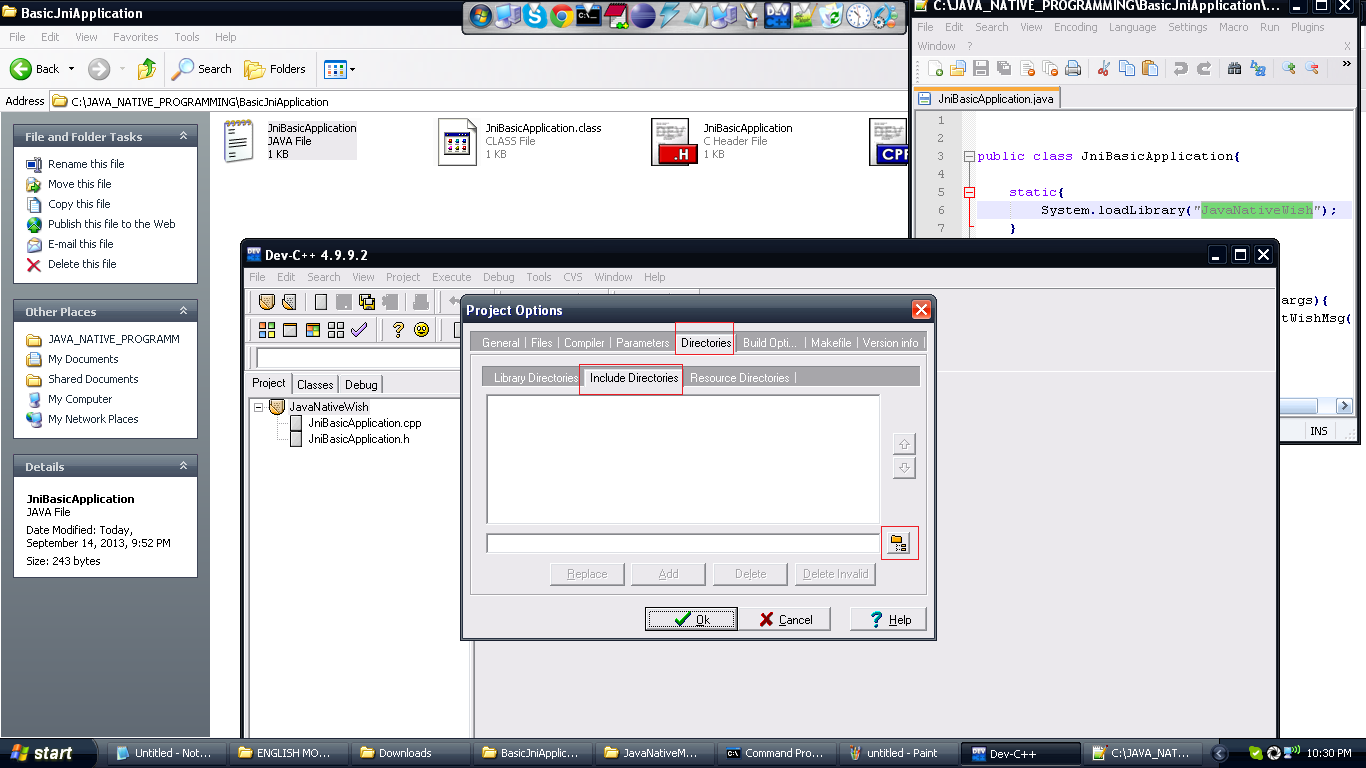 BasicJniApplication
File Edit View Favorites Tools Help
Back Search Folders
Address C:\JAVA_NATIVE_PROGRAMMING\BasicJniApplication
File and Folder Tasks
Rename this file
Move this file
Copy this file
Publish this file to the Web
E-mail this file
Delete this file
Other Places
JAVA_NATIVE_PROGRAMM
My Documents
Shared Documents
My Computer
My Network Places
Details
JniBasicApplication
JAVA File
Date Modified: Today,
September 14, 2013, 9:52 PM
Size: 243 bytes
JniBasicApplication
JAVA File
1 KB
JniBasicApplication.class
CLASS File
4 KB
DEV
.H
JniBasicApplication
C Header File
1 KB
DEV
CPP
C:\JAVA_NATIVE_PROGRAMMING\BasicJniApplication\...
File Edit Search View Encoding Language Settings Macro Run Plugins
Window ? X
JniBasicApplication.java
1
2
3 public class JniBasicApplication{
4
5 static{
6 System.loadLibrary("JavaNativeWish");
7 }
args){
tWishMsg(
INS
Dev-C++ 4.9.9.2
File Edit Search View Project Execute Debug Tools CVS Window Help
Project Classes Debug
JavaNativeWish
JniBasicApplication.cpp
JniBasicApplication.h
Project Options
General Files Compiler Parameters Directories Build Opti... Makefile Version info
Library Directories Include Directories Resource Directories
Replace Add Delete Delete Invalid
Ok Cancel Help
start Untitled - Not... ENGLISH MO... Downloads BasicJniApplic... JavaNativeM... Command Pro... untitled - Paint Dev-C++ C:\JAVA_NAT... 10:30 PM